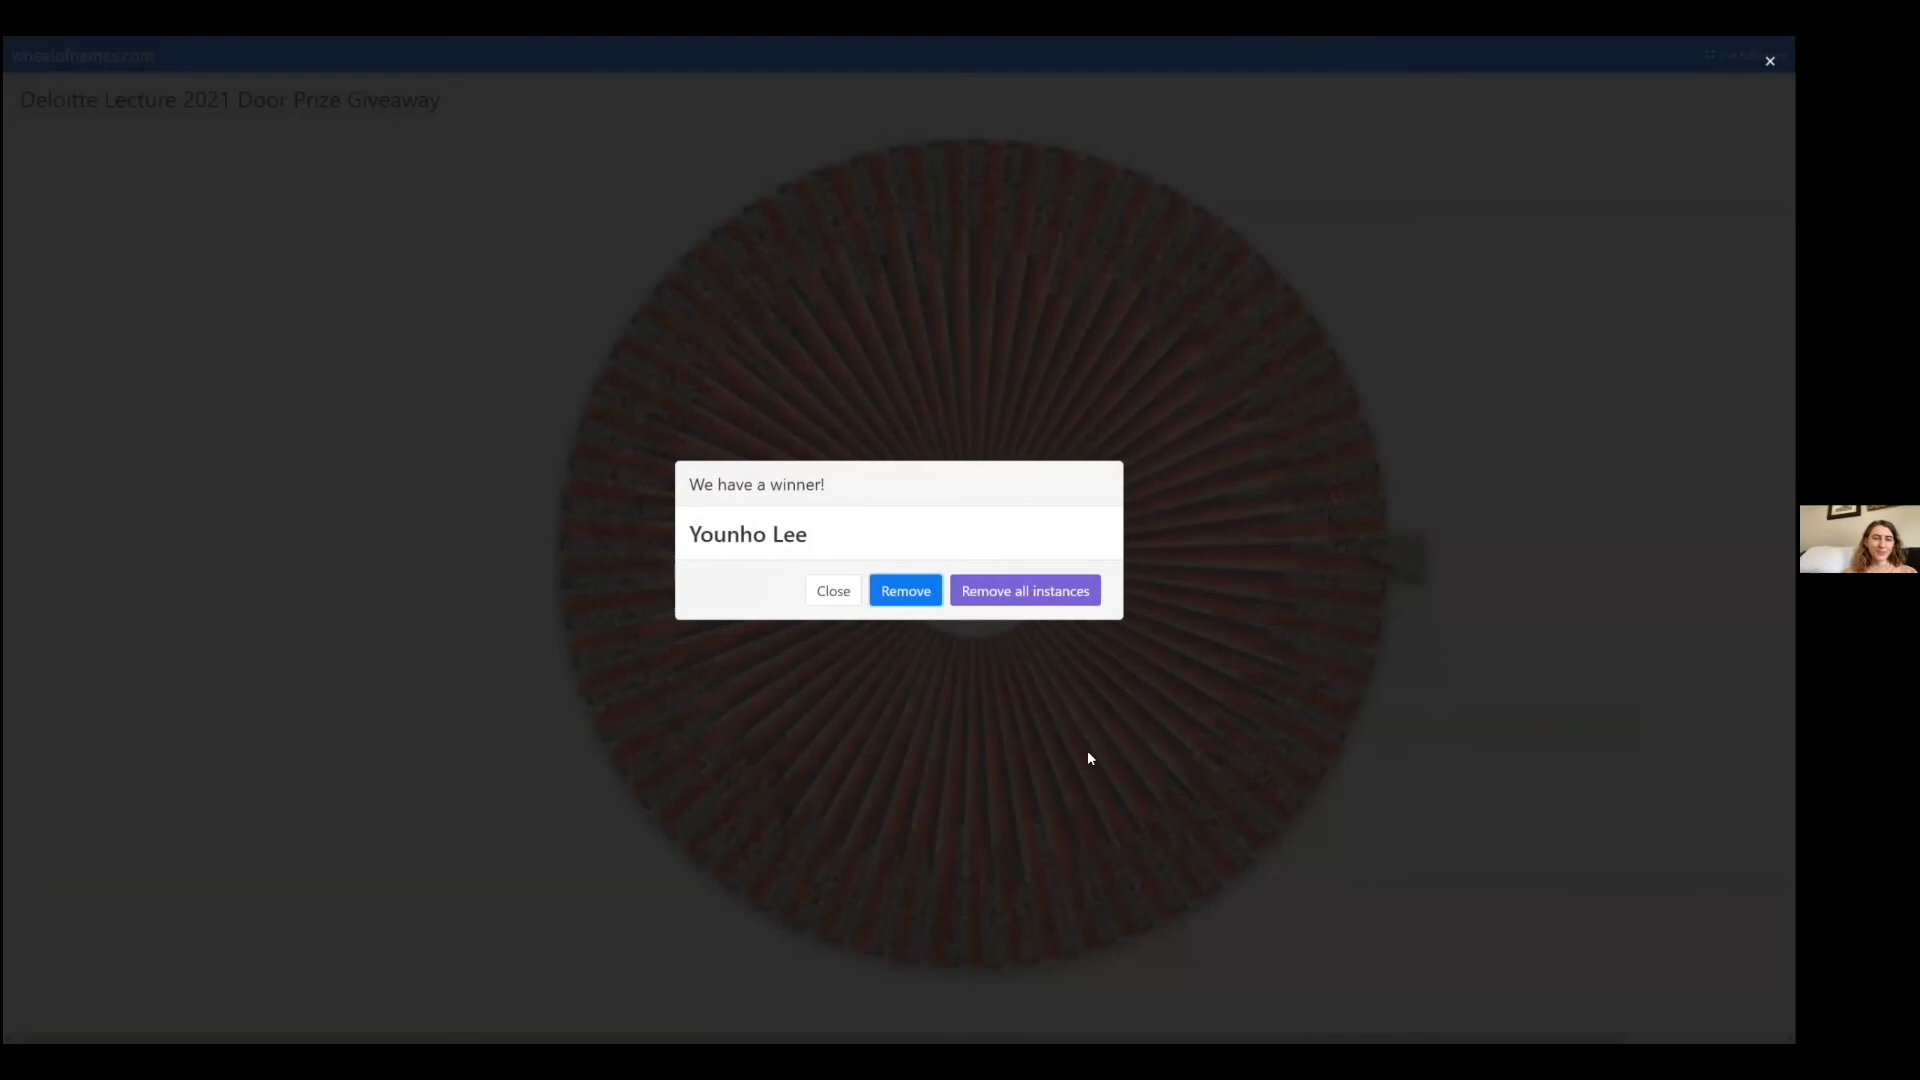 wheelofnames.com
Deloitte Lecture 2021 Door Prize Giveaway
We have a winner!
Younho Lee
Close
Remove
Remove all instances